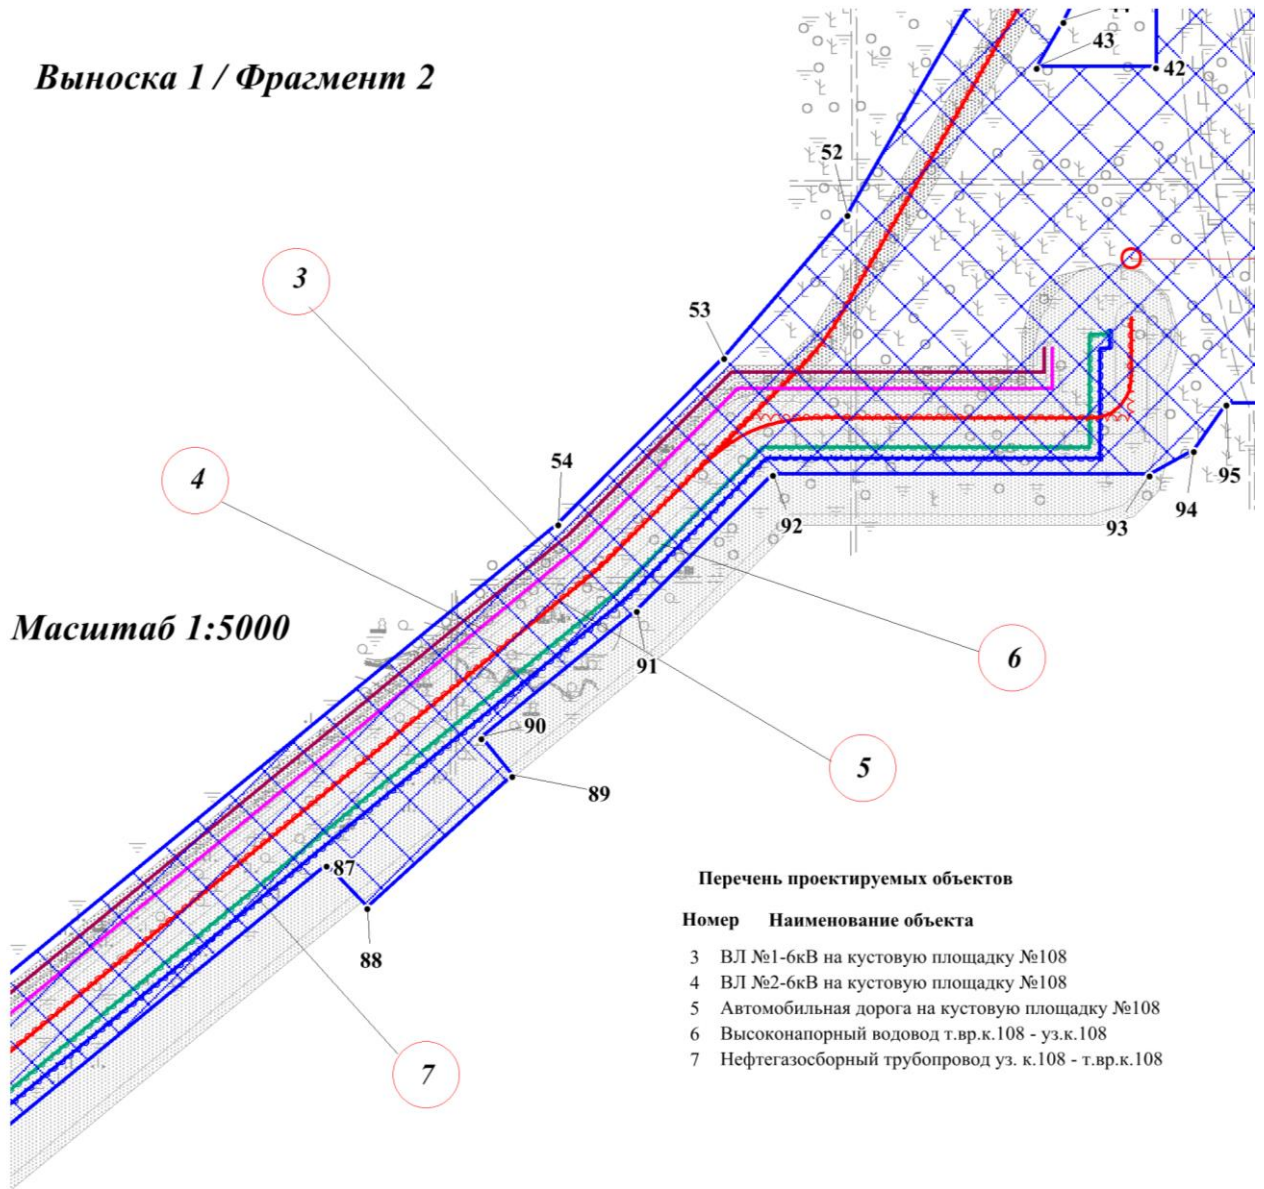 43
42
Выноска 1 / Фрагмент 2
52
3
53
4
54
95
94
92
93
Масштаб 1:5000
6
91
90
5
89
87
88
7
Перечень проектируемых объектов
Номер Наименование объекта
3 ВЛ №1-6кВ на кустовую площадку №108
4 ВЛ №2-6кВ на кустовую площадку №108
5 Автомобильная дорога на кустовую площадку №108
6 Высоконапорный водовод т.вр.к.108 - уз.к.108
7 Нефтегазосборный трубопровод уз. к.108 - т.вр.к.108